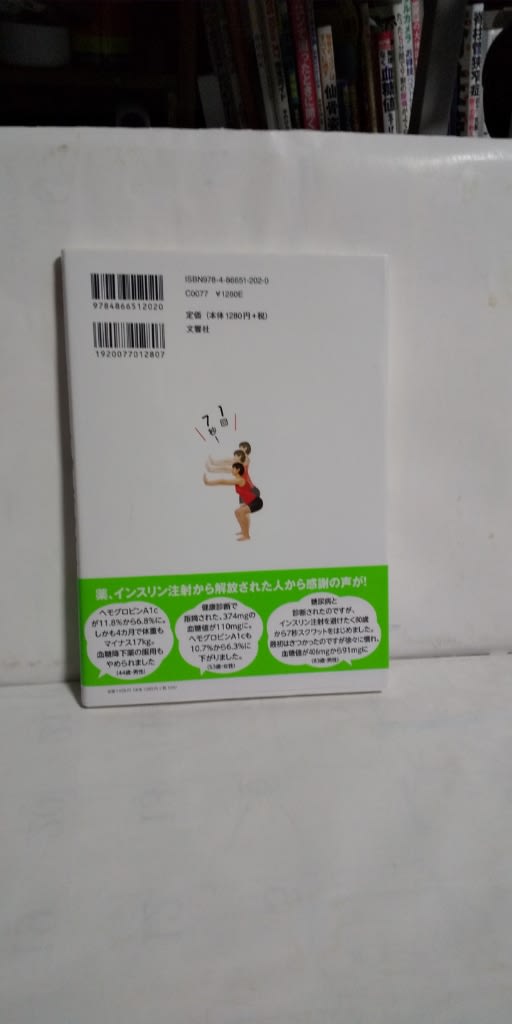 血糖値
ISBN978-4-86651-202-0
C0077 ¥1280E
9784866512020
定価(本体1280円+税)
文響社
1920077012807
1回
7秒
薬、インスリン注射から解放された人から感謝の声が!
ヘモグロビンA1c
が11.8%から6.8%に。
しかも4カ月で体重も
マイナス17kg。
血糖降下薬の服用も
やめられました
(44歳・男性)
健康診断で
指摘された、374mgの
血糖値が110mgに。
ヘモグロビンA1cも
10.7%から6.3%に
下がりました。
(53歳・女性)
糖尿病と
診断されたのですが、
インスリン注射を避けたく80歳
から7秒スクワットをはじめました。
最初はきつかったのですが徐々に慣れ、
血糖値が406mgから91mgに
(83歳・男性)